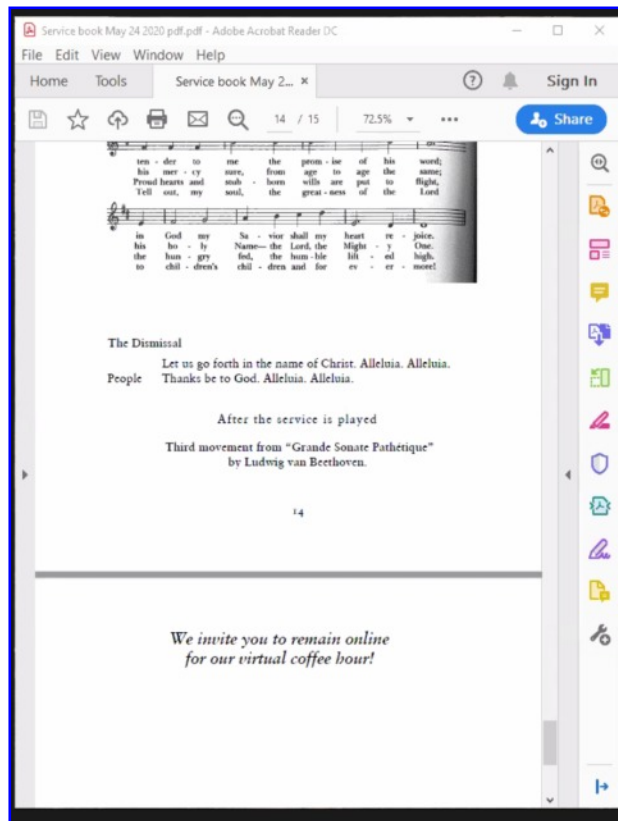 Service book May 24 2020 pdf.pdf - Adobe Acrobat Reader DC
File Edit View Window Help
Home Tools Service book May 2... × Sign In
14 / 15 72.5% Share
ten - der to me the prom - ise of his word;
his mer - cy sure, from age to age the same;
Proud hearts and stub - born wills are put to flight,
Tell out, my soul, the great - ness of the Lord
in God my Sa - vior shall my heart re - joice.
his ho - ly Name— the Lord, the Might - y One.
the hun - gry fed, the hum - ble lift - ed high.
to chil - dren's chil - dren and for ev - er - more!
The Dismissal
Let us go forth in the name of Christ. Alleluia. Alleluia.
People Thanks be to God. Alleluia. Alleluia.
After the service is played
Third movement from “Grande Sonate Pathétique”
by Ludwig van Beethoven.
14
We invite you to remain online
for our virtual coffee hour!